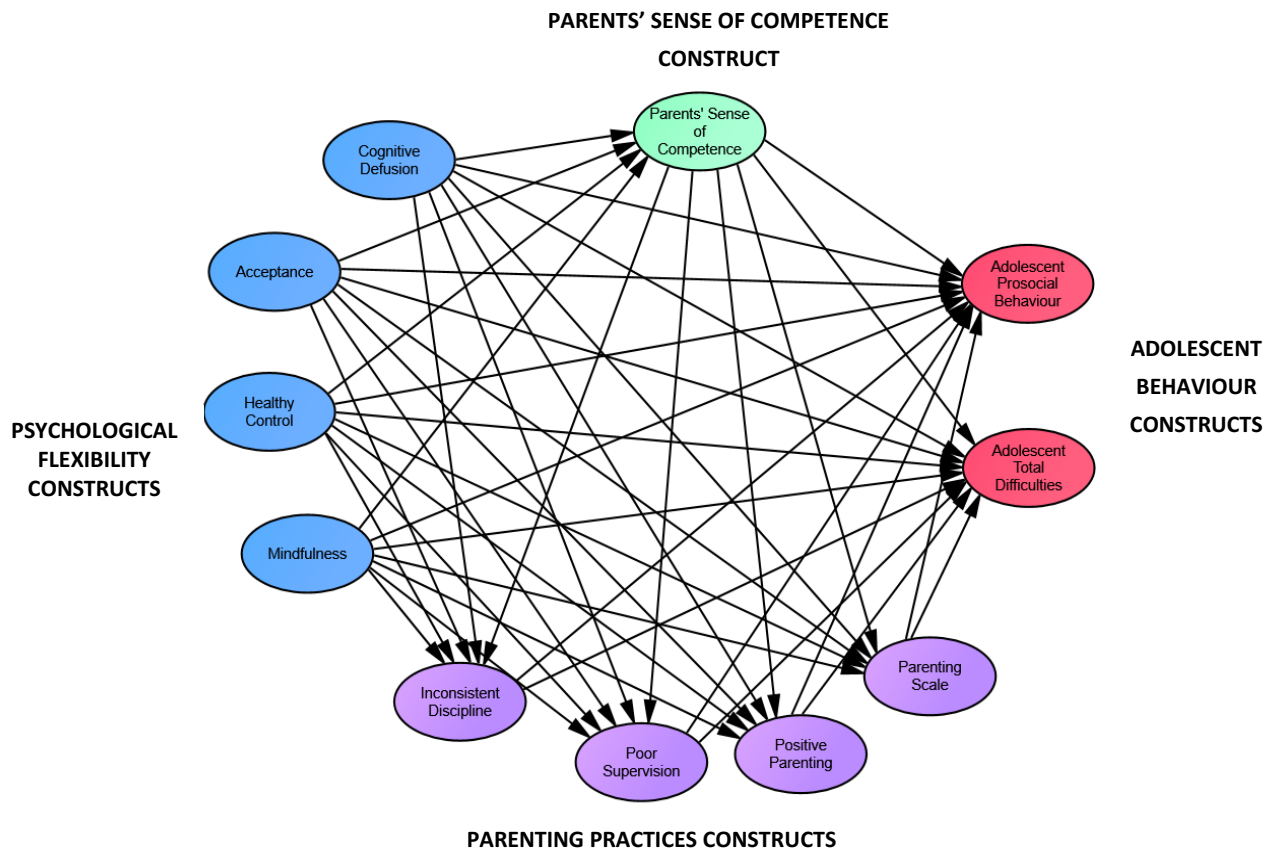 PARENTS’ SENSE OF COMPETENCE
CONSTRUCT
Parents' Sense
of
Competence
Cognitive
Defusion
Acceptance
Adolescent
Prosocial
Behaviour
ADOLESCENT
BEHAVIOUR
CONSTRUCTS
Healthy
Control
PSYCHOLOGICAL
FLEXIBILITY
CONSTRUCTS
Adolescent
Total
Difficulties
Mindfulness
Inconsistent
Discipline
Poor
Supervision
Positive
Parenting
Parenting
Scale
PARENTING PRACTICES CONSTRUCTS